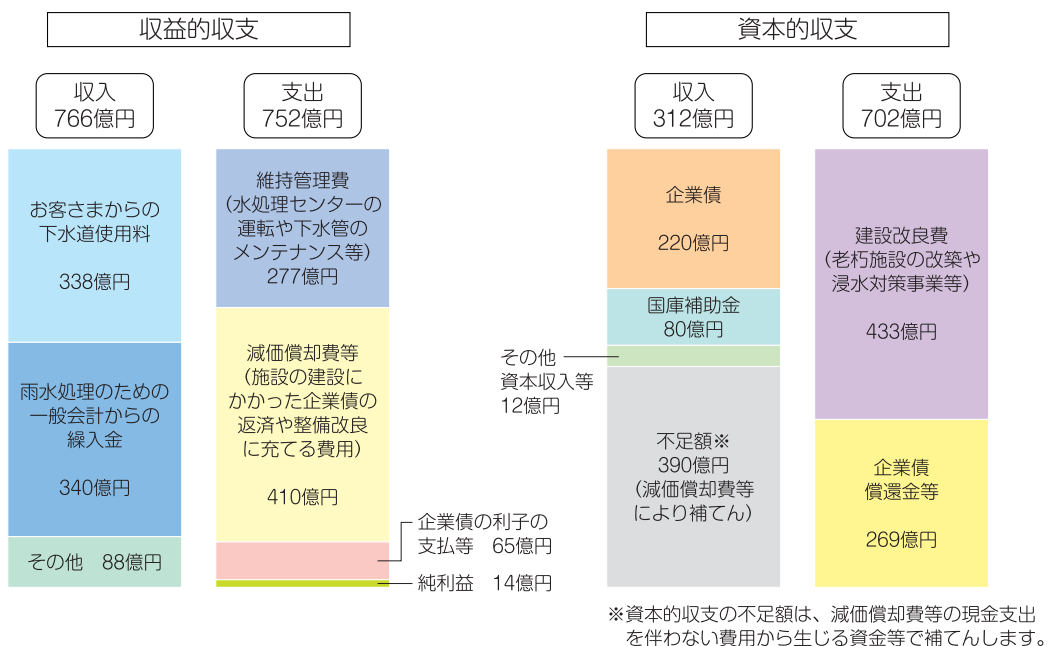 収益的収支
収入
766億円
支出
752億円
お客さまからの
下水道使用料
338億円
雨水処理のための
一般会計からの
繰入金
340億円
その他　88億円
維持管理費
（水処理センターの
運転や下水管の
メンテナンス等）
277億円
減価償却費等
（施設の建設に
かかった企業債の
返済や整備改良
に充てる費用）
410億円
企業債の利子の
支払等　65億円
純利益　14億円
資本的収支
収入
312億円
支出
702億円
企業債
220億円
国庫補助金
80億円
その他
資本収入等
12億円
不足額※
390億円
（減価償却費等
により補てん）
建設改良費
（老朽施設の改築や
浸水対策事業等）
433億円
企業債
償還金等
269億円
※資本的収支の不足額は、減価償却費等の現金支出
を伴わない費用から生じる資金等で補てんします。